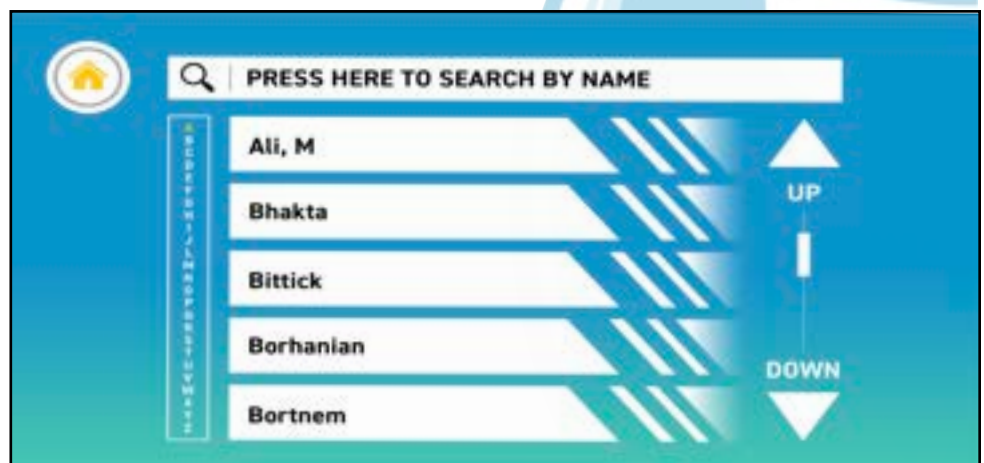 PRESS HERE TO SEARCH BY NAME
Ali, M
Bhakta
Bittick
Borhanian
Bortnem
UP
DOWN